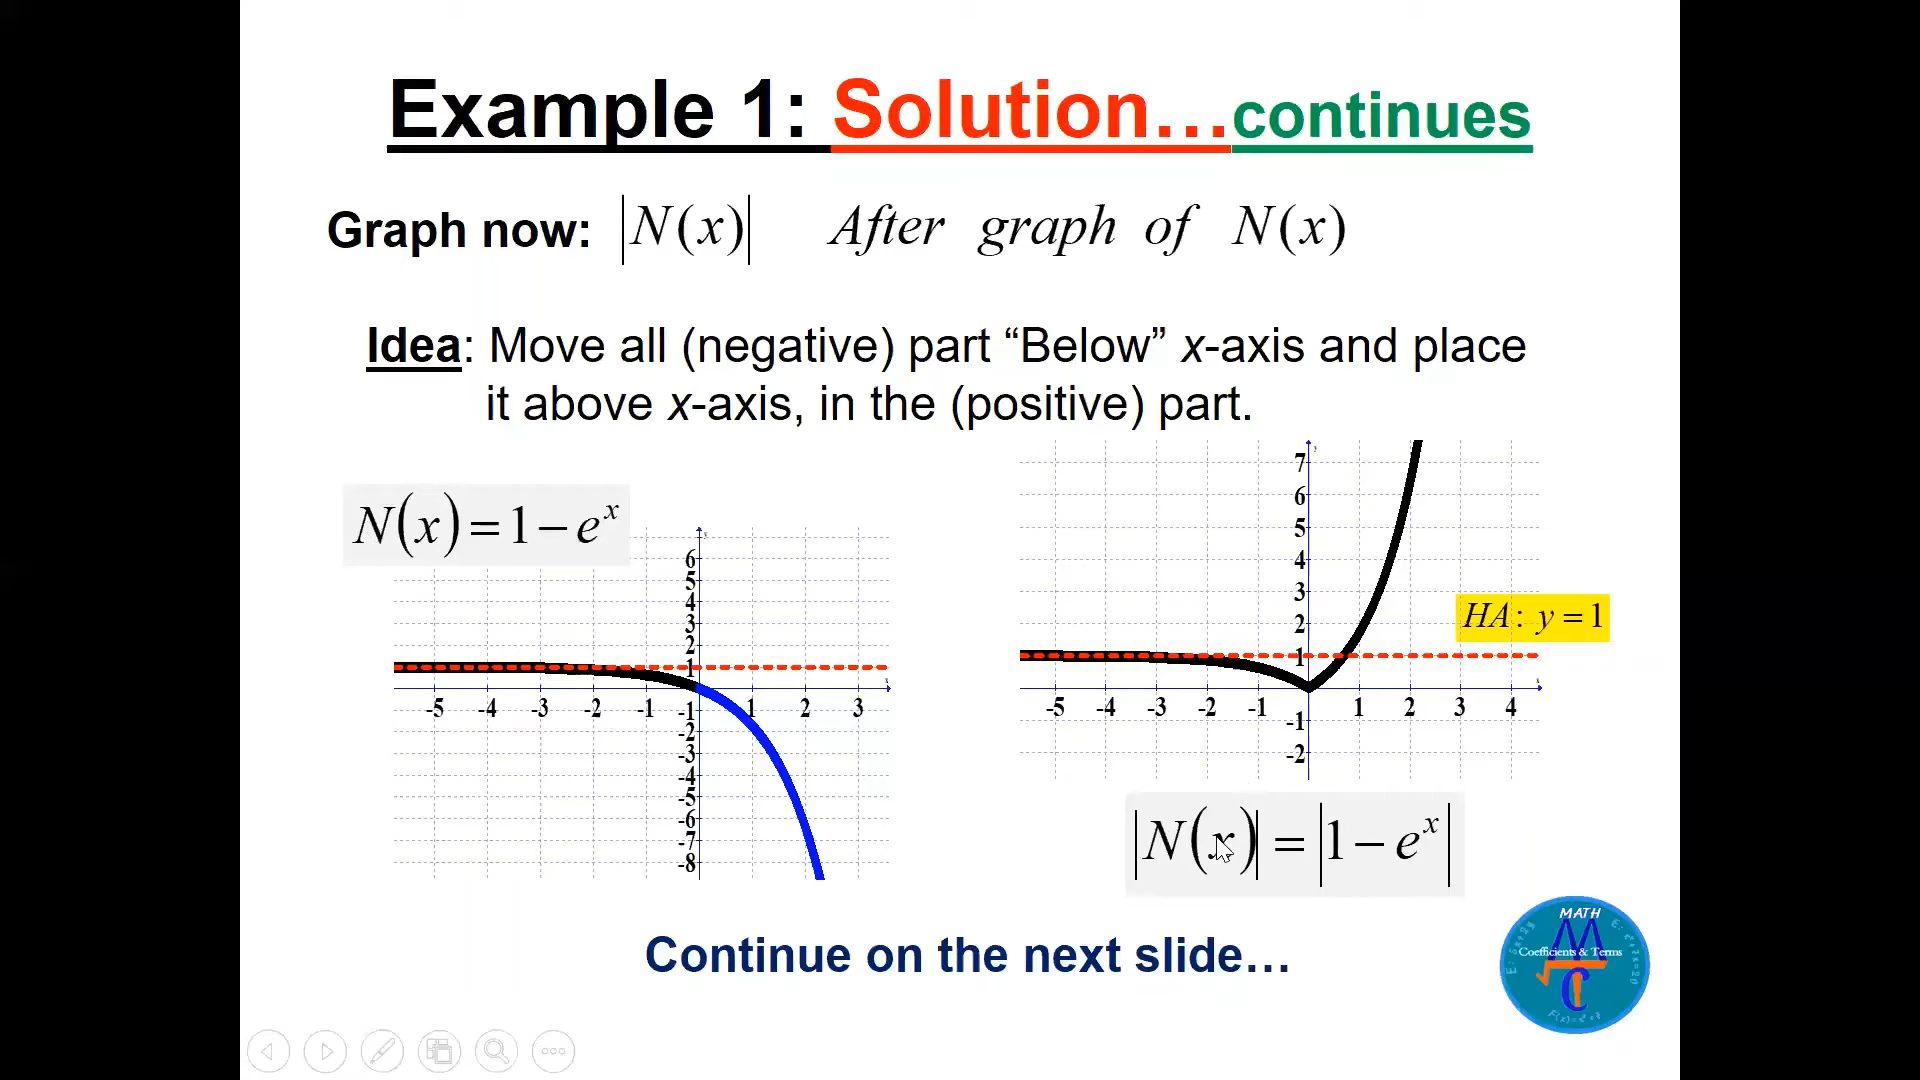 Example 1: Solution…continues
Graph now: |N(x)| After graph of N(x)
Idea: Move all (negative) part “Below” x-axis and place
it above x-axis, in the (positive) part.
N(x)=1−e^x
6
5
4
3
2
1
-5 -4 -3 -2 -1 1 2 3
-1
-2
-3
-4
-5
-6
-7
-8
7
6
5
4
3
2
1
HA: y=1
-5 -4 -3 -2 -1 1 2 3 4
-1
-2
|N(x)|=|1−e^x|
Continue on the next slide…
MATH
Coefficients & Terms